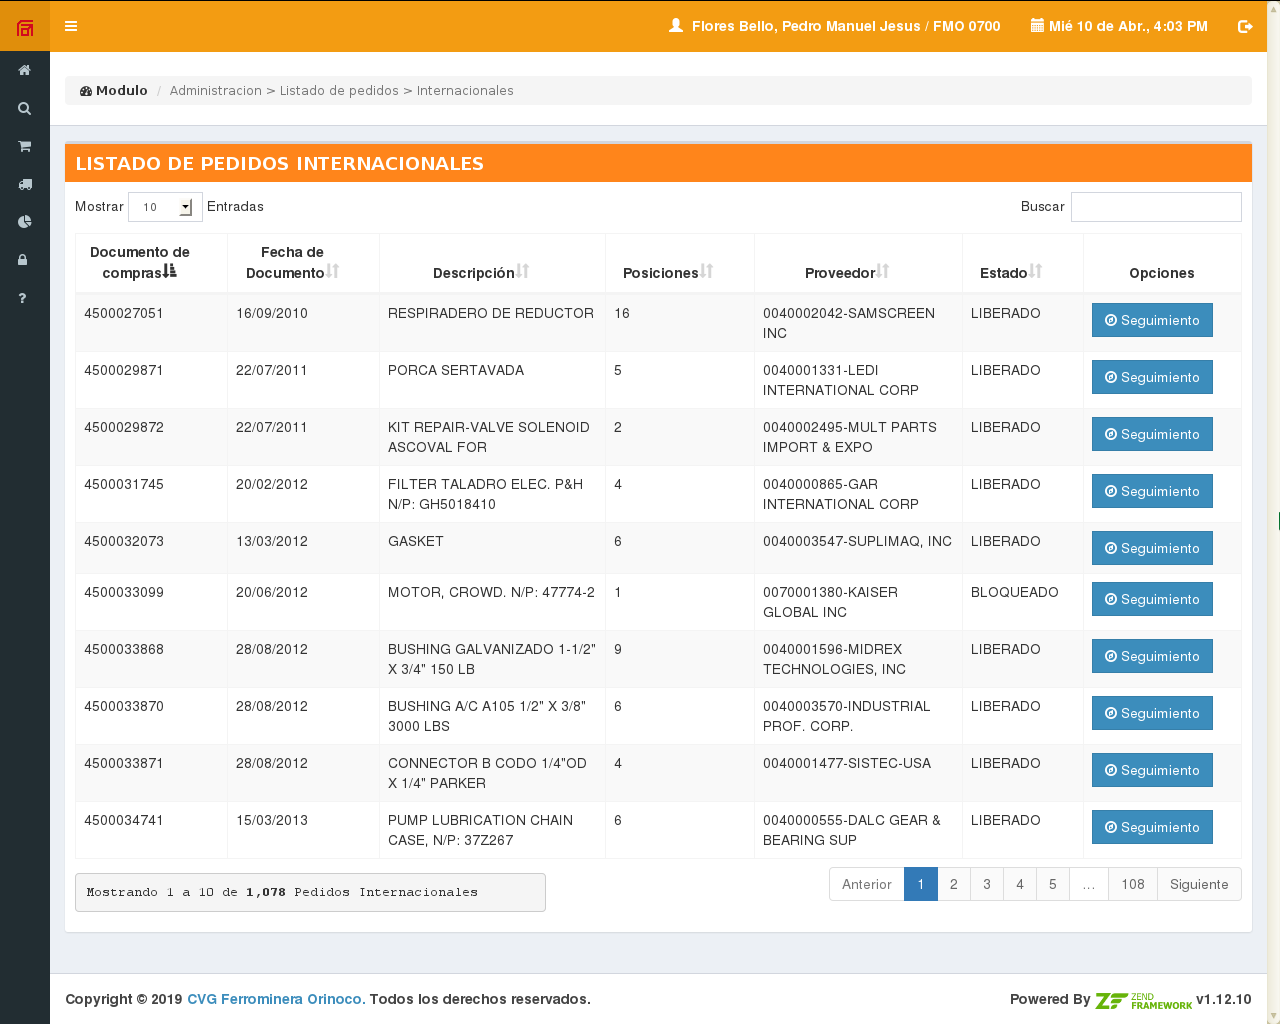 Flores Bello, Pedro Manuel Jesus / FMO 0700 Mié 10 de Abr., 4:03 PM
Modulo / Administracion > Listado de pedidos > Internacionales
LISTADO DE PEDIDOS INTERNACIONALES
Mostrar 10 Entradas Buscar
Documento de compras Fecha de Documento Descripción Posiciones Proveedor Estado Opciones
4500027051 16/09/2010 RESPIRADERO DE REDUCTOR 16 0040002042-SAMSCREEN INC LIBERADO Seguimiento
4500029871 22/07/2011 PORCA SERTAVADA 5 0040001331-LEDI INTERNATIONAL CORP LIBERADO Seguimiento
4500029872 22/07/2011 KIT REPAIR-VALVE SOLENOID ASCOVAL FOR 2 0040002495-MULT PARTS IMPORT & EXPO LIBERADO Seguimiento
4500031745 20/02/2012 FILTER TALADRO ELEC. P&H N/P: GH5018410 4 0040000865-GAR INTERNATIONAL CORP LIBERADO Seguimiento
4500032073 13/03/2012 GASKET 6 0040003547-SUPLIMAQ, INC LIBERADO Seguimiento
4500033099 20/06/2012 MOTOR, CROWD. N/P: 47774-2 1 0070001380-KAISER GLOBAL INC BLOQUEADO Seguimiento
4500033868 28/08/2012 BUSHING GALVANIZADO 1-1/2" X 3/4" 150 LB 9 0040001596-MIDREX TECHNOLOGIES, INC LIBERADO Seguimiento
4500033870 28/08/2012 BUSHING A/C A105 1/2" X 3/8" 3000 LBS 6 0040003570-INDUSTRIAL PROF. CORP. LIBERADO Seguimiento
4500033871 28/08/2012 CONNECTOR B CODO 1/4"OD X 1/4" PARKER 4 0040001477-SISTEC-USA LIBERADO Seguimiento
4500034741 15/03/2013 PUMP LUBRICATION CHAIN CASE, N/P: 37Z267 6 0040000555-DALC GEAR & BEARING SUP LIBERADO Seguimiento
Mostrando 1 a 10 de 1,078 Pedidos Internacionales
Anterior 1 2 3 4 5 ... 108 Siguiente
Copyright © 2019 CVG Ferrominera Orinoco. Todos los derechos reservados.
Powered By ZF ZEND FRAMEWORK v1.12.10